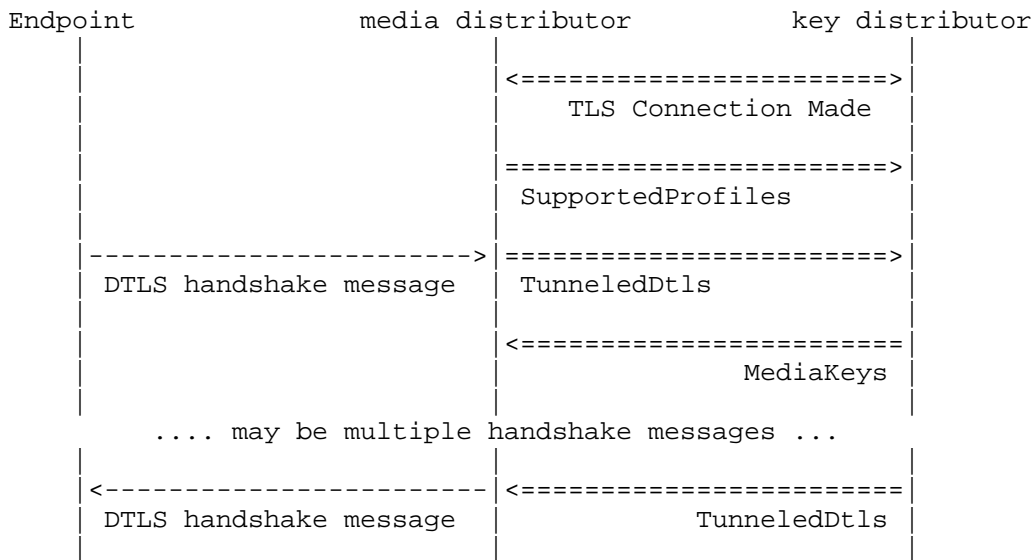 Endpoint media distributor key distributor
<=======================>
TLS Connection Made
========================>
SupportedProfiles
------------------------> ========================>
DTLS handshake message TunneledDtls
<========================
MediaKeys
.... may be multiple handshake messages ...
<------------------------ <========================
DTLS handshake message TunneledDtls